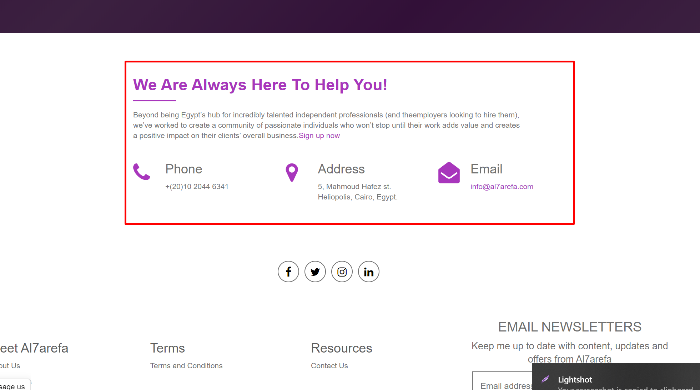 We Are Always Here To Help You!
Beyond being Egypt's hub for incredibly talented independent professionals (and theemployers looking to hire them),
we've worked to create a community of passionate individuals who won't stop until their work adds value and creates
a positive impact on their clients' overall business.Sign up now
Phone
+(20)10 2044 6341
Address
5, Mahmoud Hafez st.
Heliopolis, Cairo, Egypt.
Email
info@al7arefa.com
eet Al7arefa
out Us
Terms
Terms and Conditions
Resources
Contact Us
EMAIL NEWSLETTERS
Keep me up to date with content, updates and
offers from Al7arefa
Email address
sage us
Lightshot